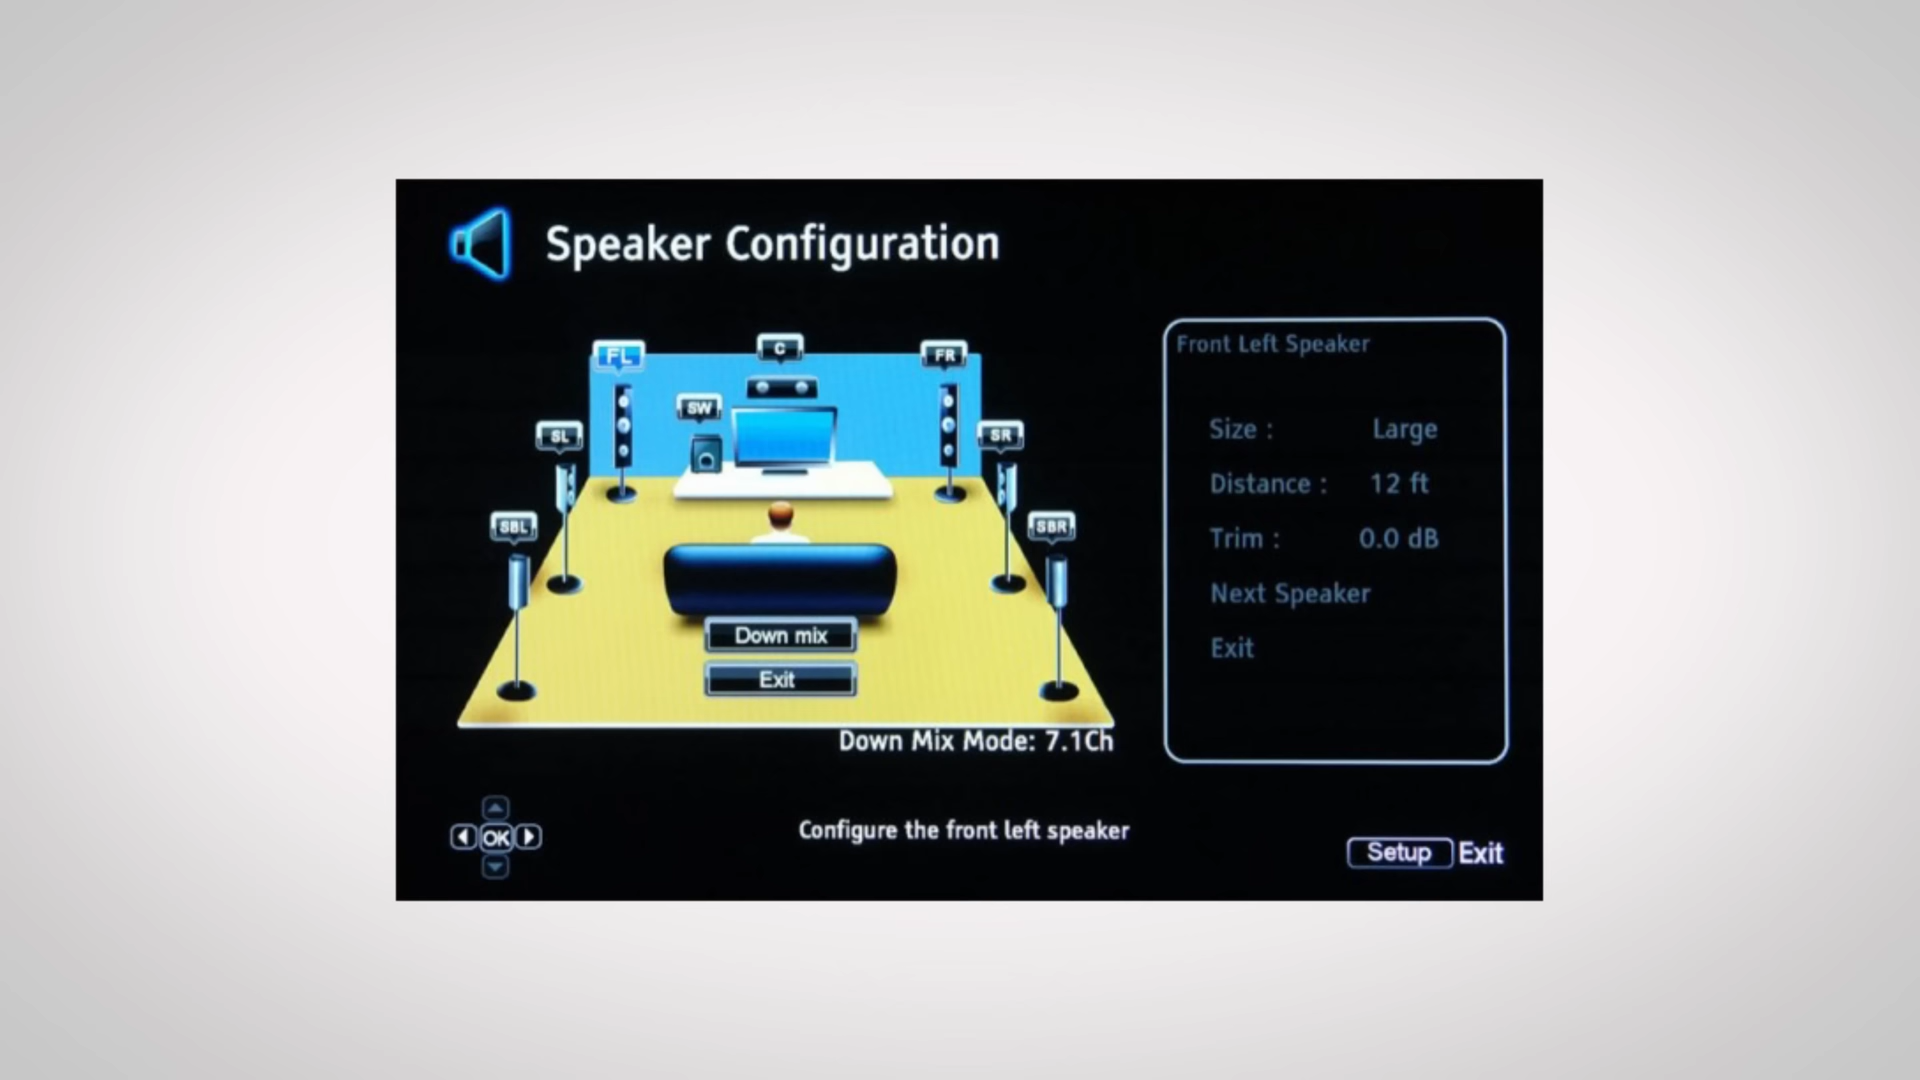 Speaker Configuration
FL
C
FR
SW
SL
SR
SBL
SBR
Down mix
Exit
Down Mix Mode: 7.1Ch
Front Left Speaker
Size : Large
Distance : 12 ft
Trim : 0.0 dB
Next Speaker
Exit
OK
Configure the front left speaker
Setup Exit